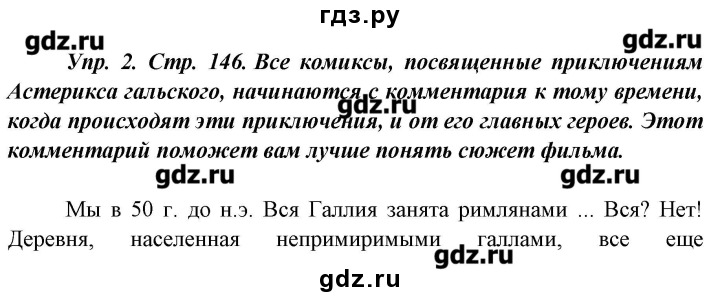 гдз.ру
gdz.ru gdz.ru
Упр. 2. Стр. 146. Все комиксы, посвященные приключениям
Астерикса гальского, начинаются с комментария к тому времени,
gdz.ru
когда происходят эти приключения, и от его главных героев. Этот
комментарий поможет вам лучше понять сюжет фильма.
gdz.ru gdz.ru
Мы в 50 г. до н.э. Вся Галлия занята римлянами ... Вся? Нет!
Деревня, населенная непримиримыми галлами, все еще
gdz.ru
gdz.ru